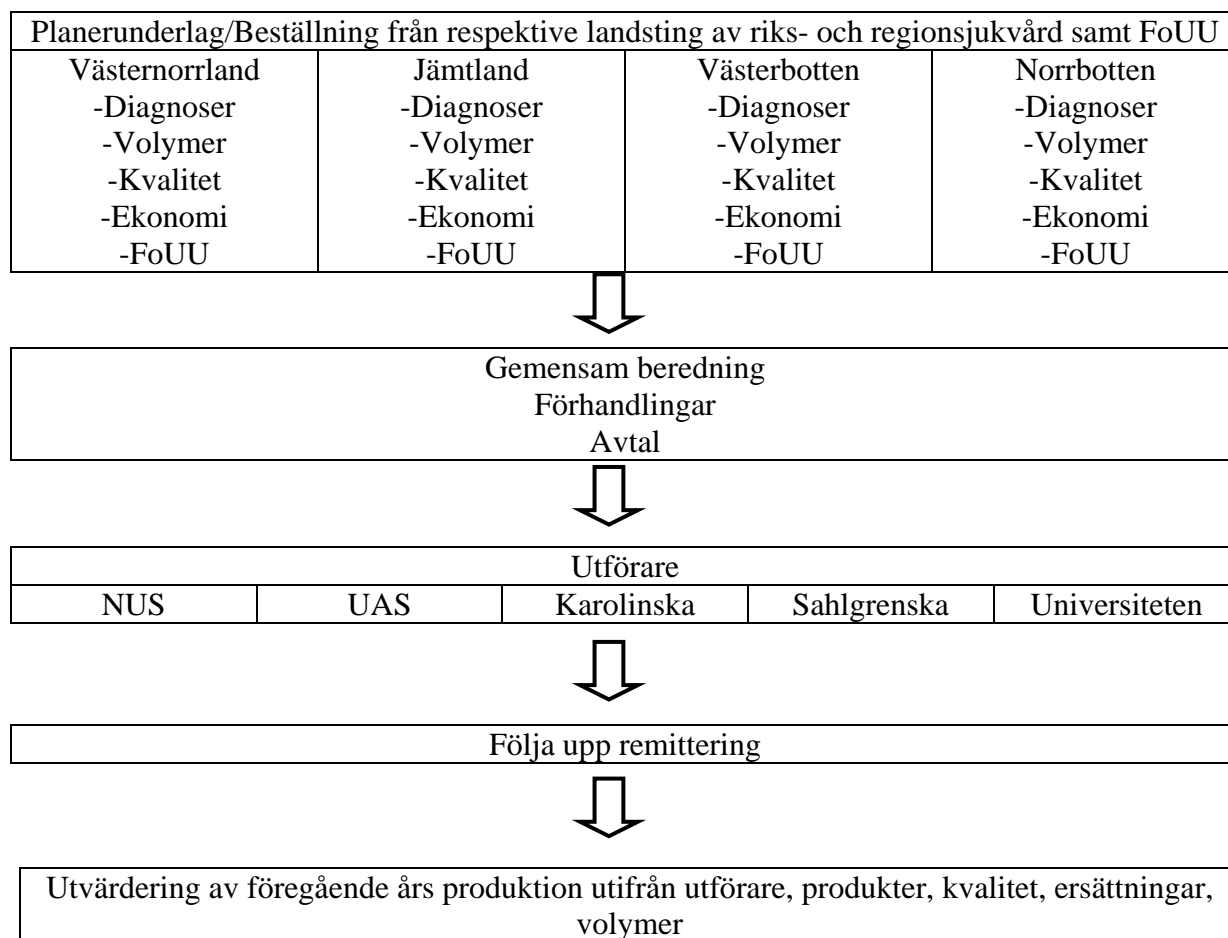 Planerunderlag/Beställning från respektive landsting av riks- och regionsjukvård samt FoUU
Västernorrland
-Diagnoser
-Volymer
-Kvalitet
-Ekonomi
-FoUU
Jämtland
-Diagnoser
-Volymer
-Kvalitet
-Ekonomi
-FoUU
Västerbotten
-Diagnoser
-Volymer
-Kvalitet
-Ekonomi
-FoUU
Norrbotten
-Diagnoser
-Volymer
-Kvalitet
-Ekonomi
-FoUU
Gemensam beredning
Förhandlingar
Avtal
Utförare
NUS
UAS
Karolinska
Sahlgrenska
Universiteten
Följa upp remittering
Utvärdering av föregående års produktion utifrån utförare, produkter, kvalitet, ersättningar,
volymer